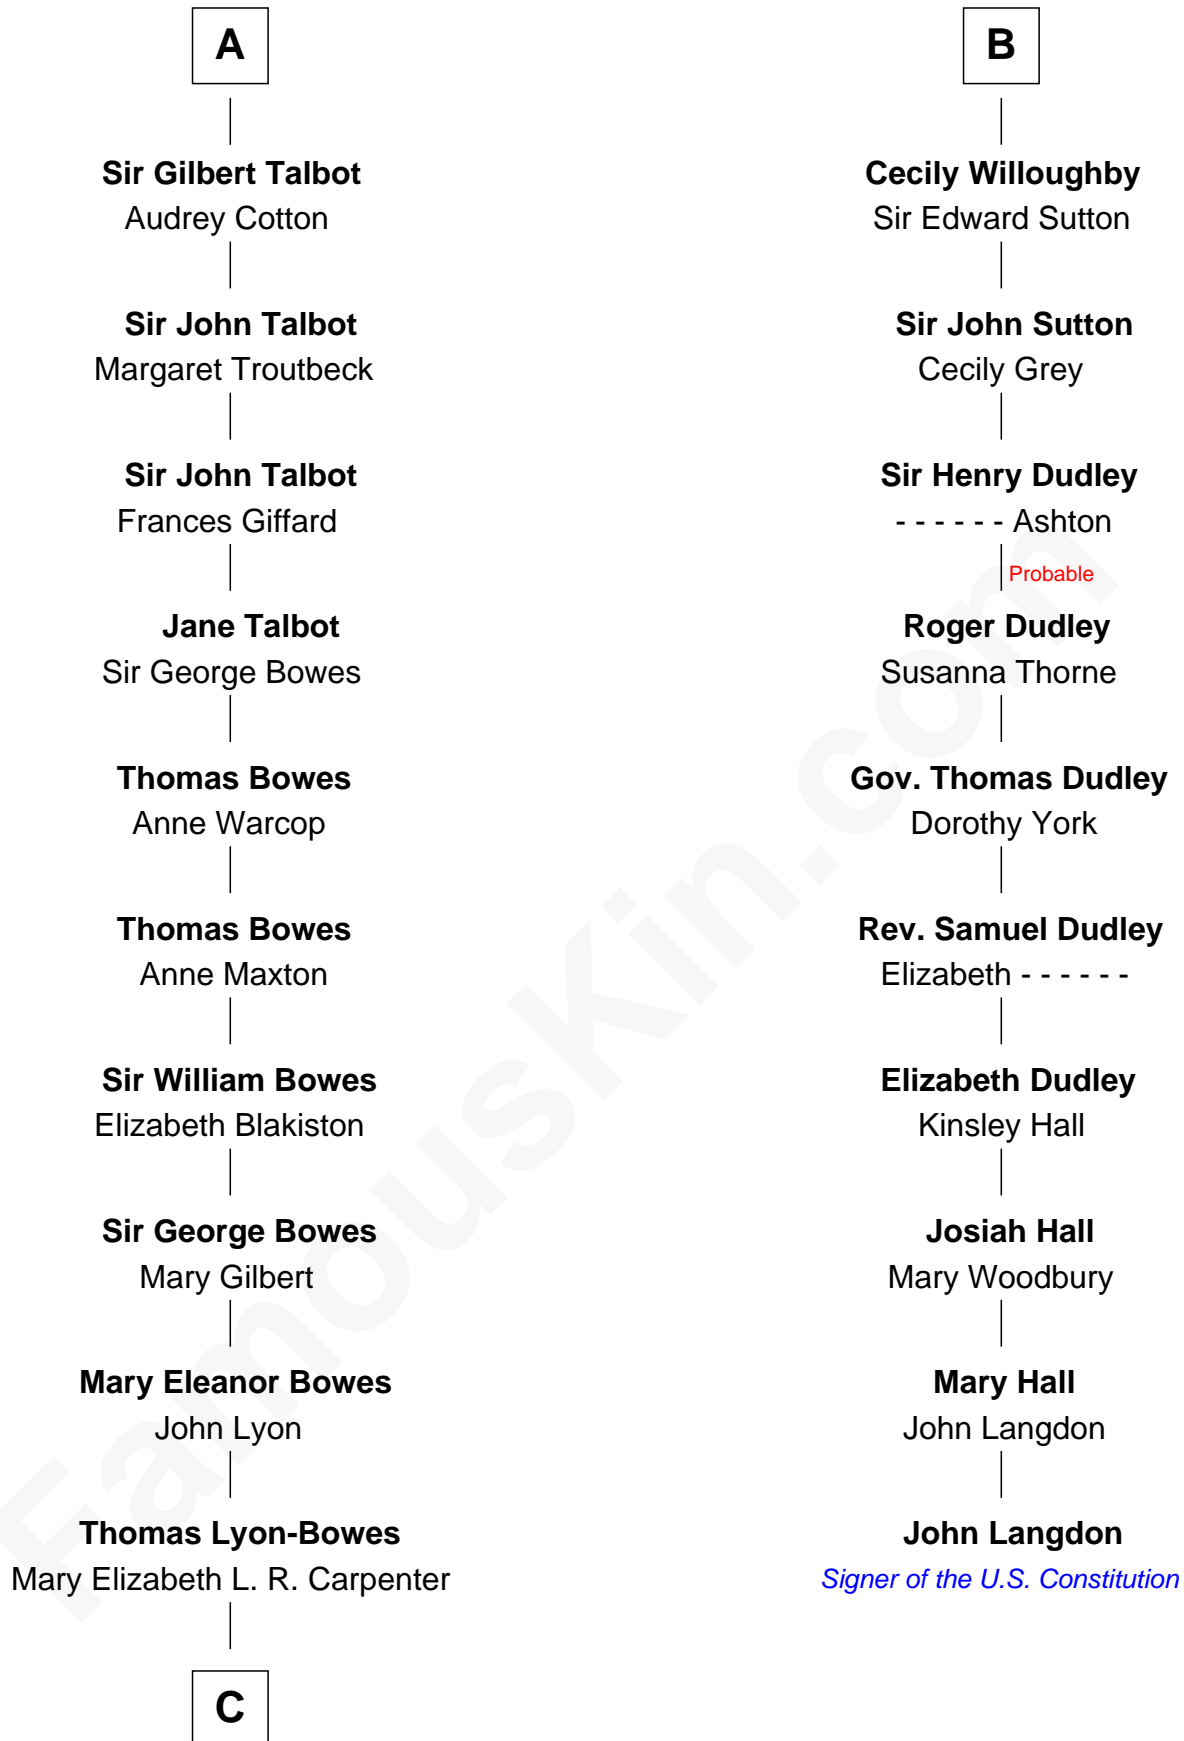 A
Sir Gilbert Talbot
Audrey Cotton
Sir John Talbot
Margaret Troutbeck
Sir John Talbot
Frances Giffard
Jane Talbot
Sir George Bowes
Thomas Bowes
Anne Warcop
Thomas Bowes
Anne Maxton
Sir William Bowes
Elizabeth Blakiston
Sir George Bowes
Mary Gilbert
Mary Eleanor Bowes
John Lyon
Thomas Lyon-Bowes
Mary Elizabeth L. R. Carpenter
C
B
Cecily Willoughby
Sir Edward Sutton
Sir John Sutton
Cecily Grey
Sir Henry Dudley
- - - - - - Ashton
Probable
Roger Dudley
Susanna Thorne
Gov. Thomas Dudley
Dorothy York
Rev. Samuel Dudley
Elizabeth - - - - - -
Elizabeth Dudley
Kinsley Hall
Josiah Hall
Mary Woodbury
Mary Hall
John Langdon
John Langdon
Signer of the U.S. Constitution
FamousKin.com